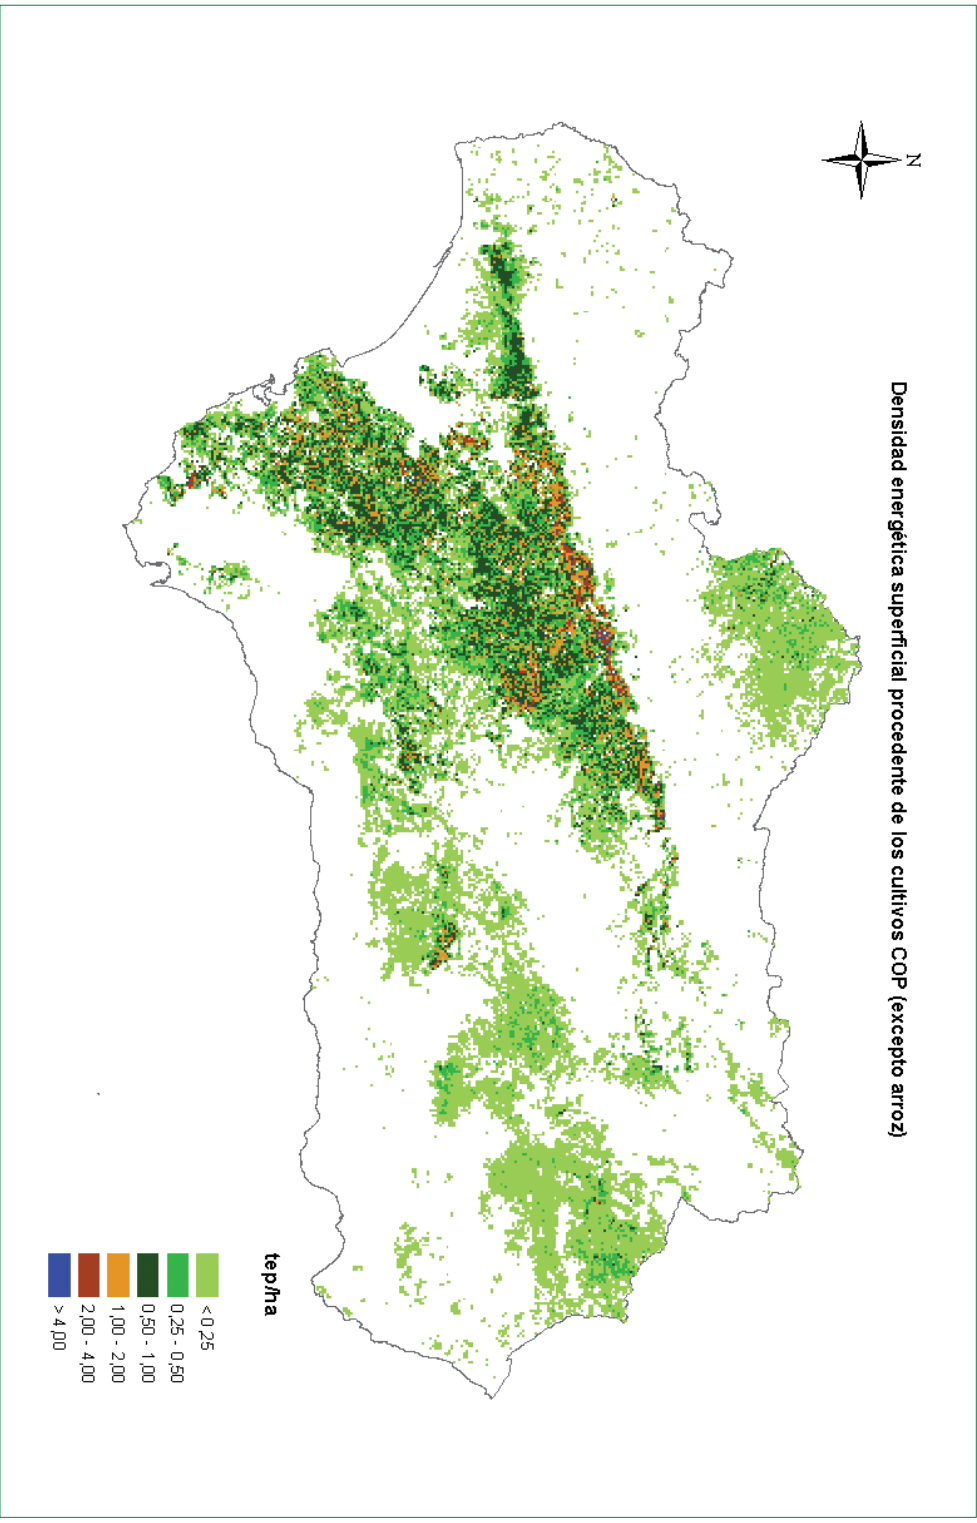 Densidad energética superficial procedente de los cultivos COP (excepto arroz)
N
tep/ha
< 0,25
0,25 - 0,50
0,50 - 1,00
1,00 - 2,00
2,00 - 4,00
> 4,00